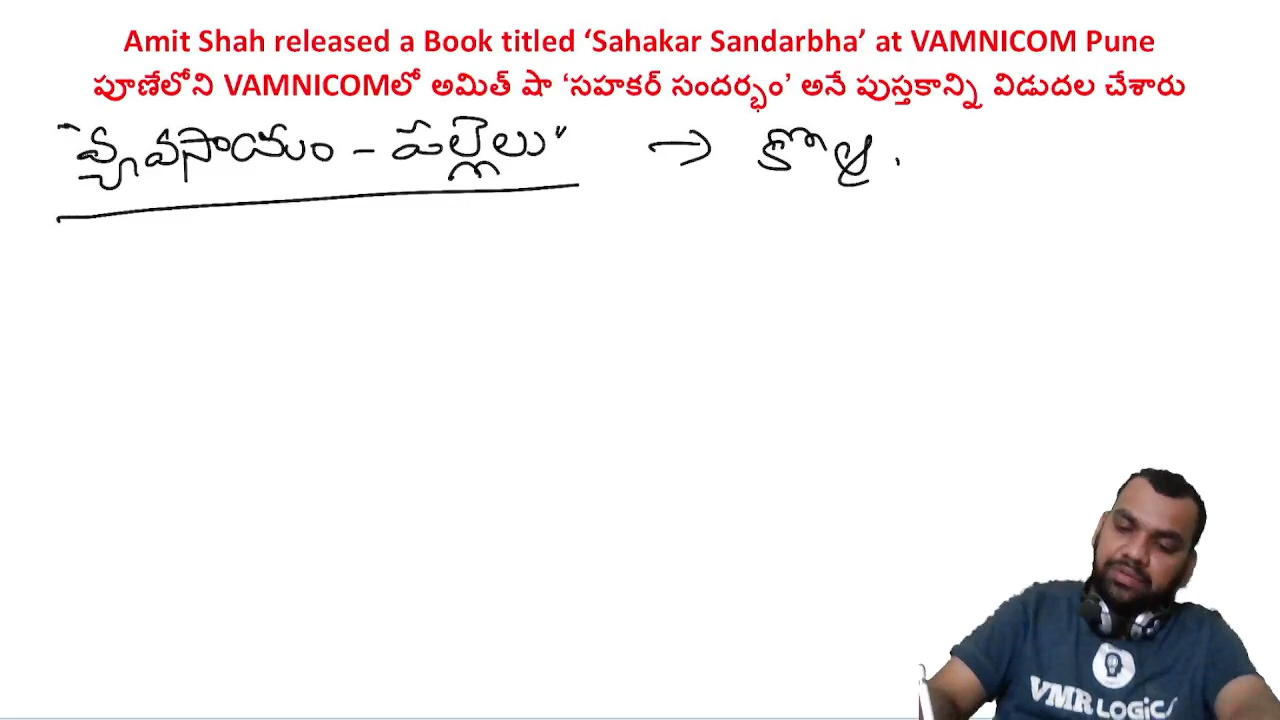 Amit Shah released a Book titled ‘Sahakar Sandarbha’ at VAMNICOM Pune
పూణేలోని VAMNICOMలో అమిత్ షా ‘సహకర్ సందర్భం’ అనే పుస్తకాన్ని విడుదల చేశారు
"వ్యవసాయం - పల్లెలు" →
VMR LOGICS